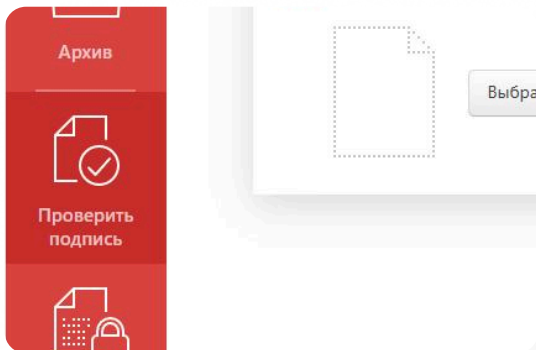 Архив
Выбра
Проверить
подпись